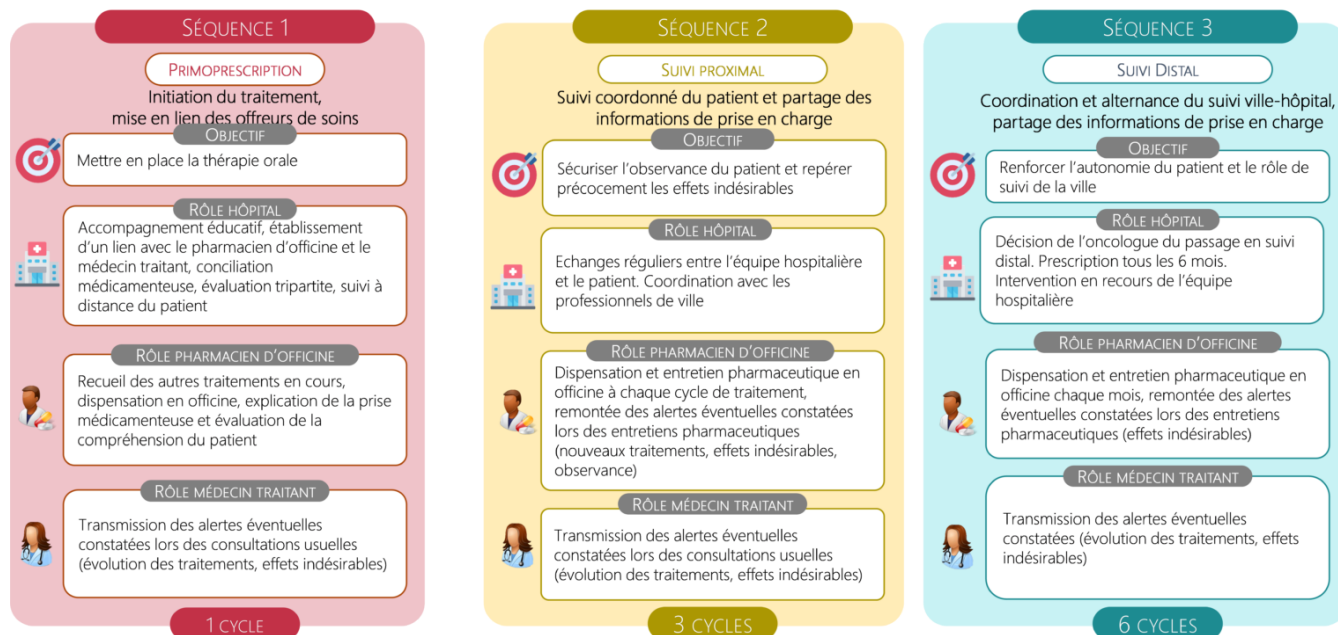 SÉQUENCE 1
PRIMOPRESCRIPTION
Initiation du traitement,
mise en lien des offreurs de soins
OBJECTIF
Mettre en place la thérapie orale
RÔLE HÔPITAL
Accompagnement éducatif, établissement
d'un lien avec le pharmacien d'officine et le
médecin traitant, conciliation
médicamenteuse, évaluation tripartite, suivi à
distance du patient
RÔLE PHARMACIEN D'OFFICINE
Recueil des autres traitements en cours,
dispensation en officine, explication de la prise
médicamenteuse et évaluation de la
compréhension du patient
RÔLE MÉDECIN TRAITANT
Transmission des alertes éventuelles
constatées lors des consultations usuelles
(évolution des traitements, effets indésirables)
1 CYCLE
SÉQUENCE 2
SUIVI PROXIMAL
Suivi coordonné du patient et partage des
informations de prise en charge
OBJECTIF
Sécuriser l'observance du patient et repérer
précocement les effets indésirables
RÔLE HÔPITAL
Echanges réguliers entre l'équipe hospitalière
et le patient. Coordination avec les
professionnels de ville
RÔLE PHARMACIEN D'OFFICINE
Dispensation et entretien pharmaceutique en
officine à chaque cycle de traitement,
remontée des alertes éventuelles constatées
lors des entretiens pharmaceutiques
(nouveaux traitements, effets indésirables,
observance)
RÔLE MÉDECIN TRAITANT
Transmission des alertes éventuelles
constatées lors des consultations usuelles
(évolution des traitements, effets indésirables)
3 CYCLES
SÉQUENCE 3
SUIVI DISTAL
Coordination et alternance du suivi ville-hôpital,
partage des informations de prise en charge
OBJECTIF
Renforcer l'autonomie du patient et le rôle de
suivi de la ville
RÔLE HÔPITAL
Décision de l'oncologue du passage en suivi
distal. Prescription tous les 6 mois.
Intervention en recours de l'équipe
hospitalière
RÔLE PHARMACIEN D'OFFICINE
Dispensation et entretien pharmaceutique en
officine chaque mois, remontée des alertes
éventuelles constatées lors des entretiens
pharmaceutiques (effets indésirables)
RÔLE MÉDECIN TRAITANT
Transmission des alertes éventuelles
constatées (évolution des traitements, effets
indésirables)
6 CYCLES